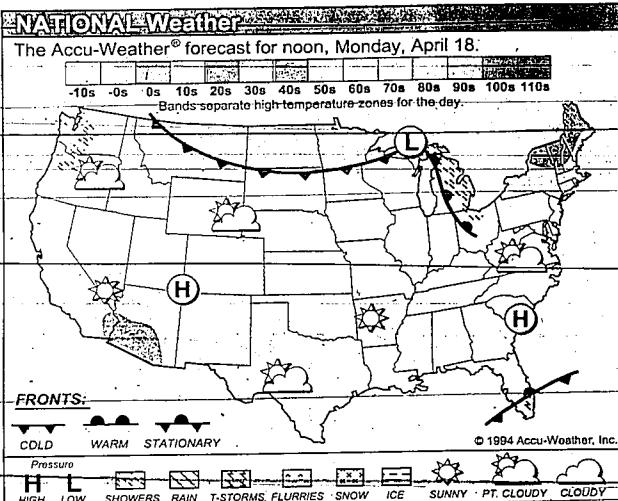 NATIONAL Weather
The Accu-Weather® forecast for noon, Monday, April 18.
-10s -0s 0s 10s 20s 30s 40s 50s 60s 70s 80s 90s 100s 110s
Bands separate high temperature zones for the day.
L
H
H
FRONTS:
COLD WARM STATIONARY
© 1994 Accu-Weather, Inc.
Pressure
H L
HIGH LOW SHOWERS RAIN T-STORMS FLURRIES SNOW ICE SUNNY PT. CLOUDY CLOUDY